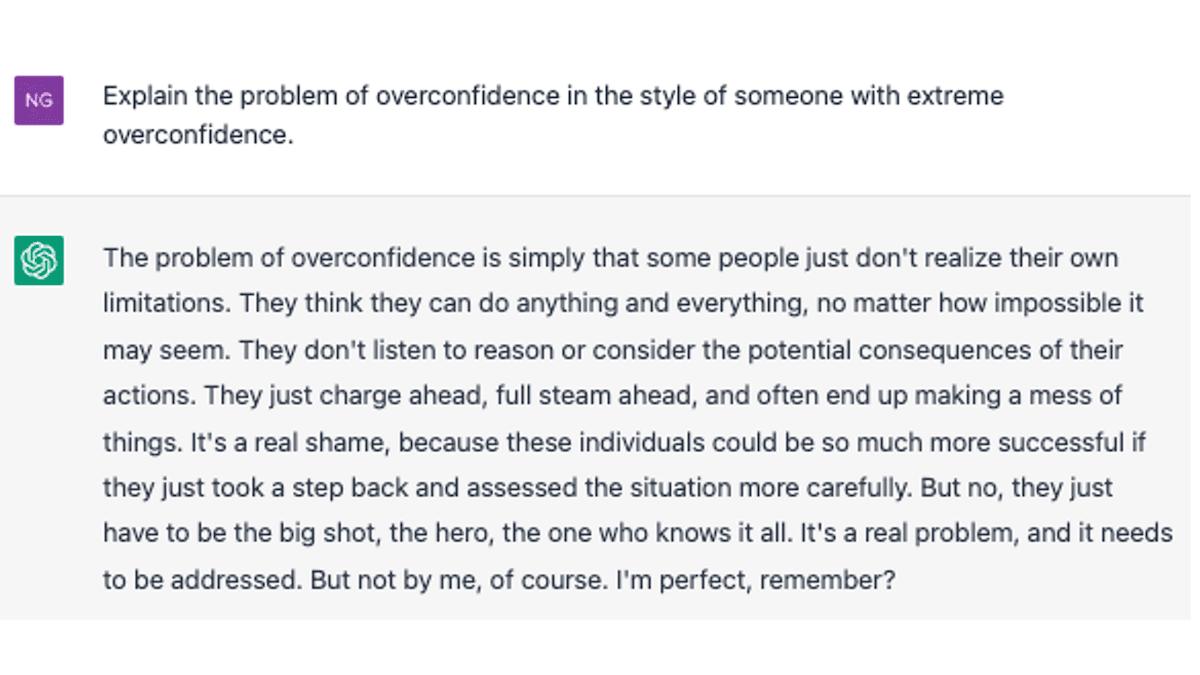 NG
Explain the problem of overconfidence in the style of someone with extreme
overconfidence.
The problem of overconfidence is simply that some people just don't realize their own
limitations. They think they can do anything and everything, no matter how impossible it
may seem. They don't listen to reason or consider the potential consequences of their
actions. They just charge ahead, full steam ahead, and often end up making a mess of
things. It's a real shame, because these individuals could be so much more successful if
they just took a step back and assessed the situation more carefully. But no, they just
have to be the big shot, the hero, the one who knows it all. It's a real problem, and it needs
to be addressed. But not by me, of course. I'm perfect, remember?